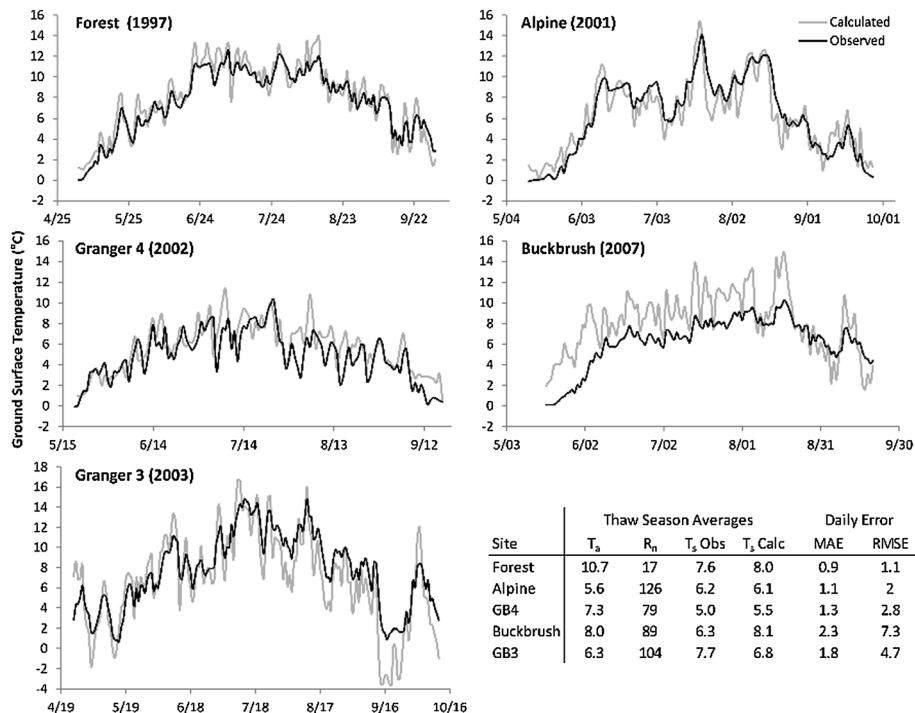 Ground Surface Temperature (°C)
Forest (1997)
16
14
12
10
8
6
4
2
0
-2
4/25 5/25 6/24 7/24 8/23 9/22
Alpine (2001)
Calculated
Observed
16
14
12
10
8
6
4
2
0
-2
5/04 6/03 7/03 8/02 9/01 10/01
Granger 4 (2002)
16
14
12
10
8
6
4
2
0
-2
5/15 6/14 7/14 8/13 9/12
Buckbrush (2007)
16
14
12
10
8
6
4
2
0
-2
5/03 6/02 7/02 8/01 8/31 9/30
Granger 3 (2003)
18
16
14
12
10
8
6
4
2
0
-2
-4
4/19 5/19 6/18 7/18 8/17 9/16 10/16
Thaw Season Averages Daily Error
Site Ta Rn Ts Obs Ts Calc MAE RMSE
Forest 10.7 17 7.6 8.0 0.9 1.1
Alpine 5.6 126 6.2 6.1 1.1 2
GB4 7.3 79 5.0 5.5 1.3 2.8
Buckbrush 8.0 89 6.3 8.1 2.3 7.3
GB3 6.3 104 7.7 6.8 1.8 4.7